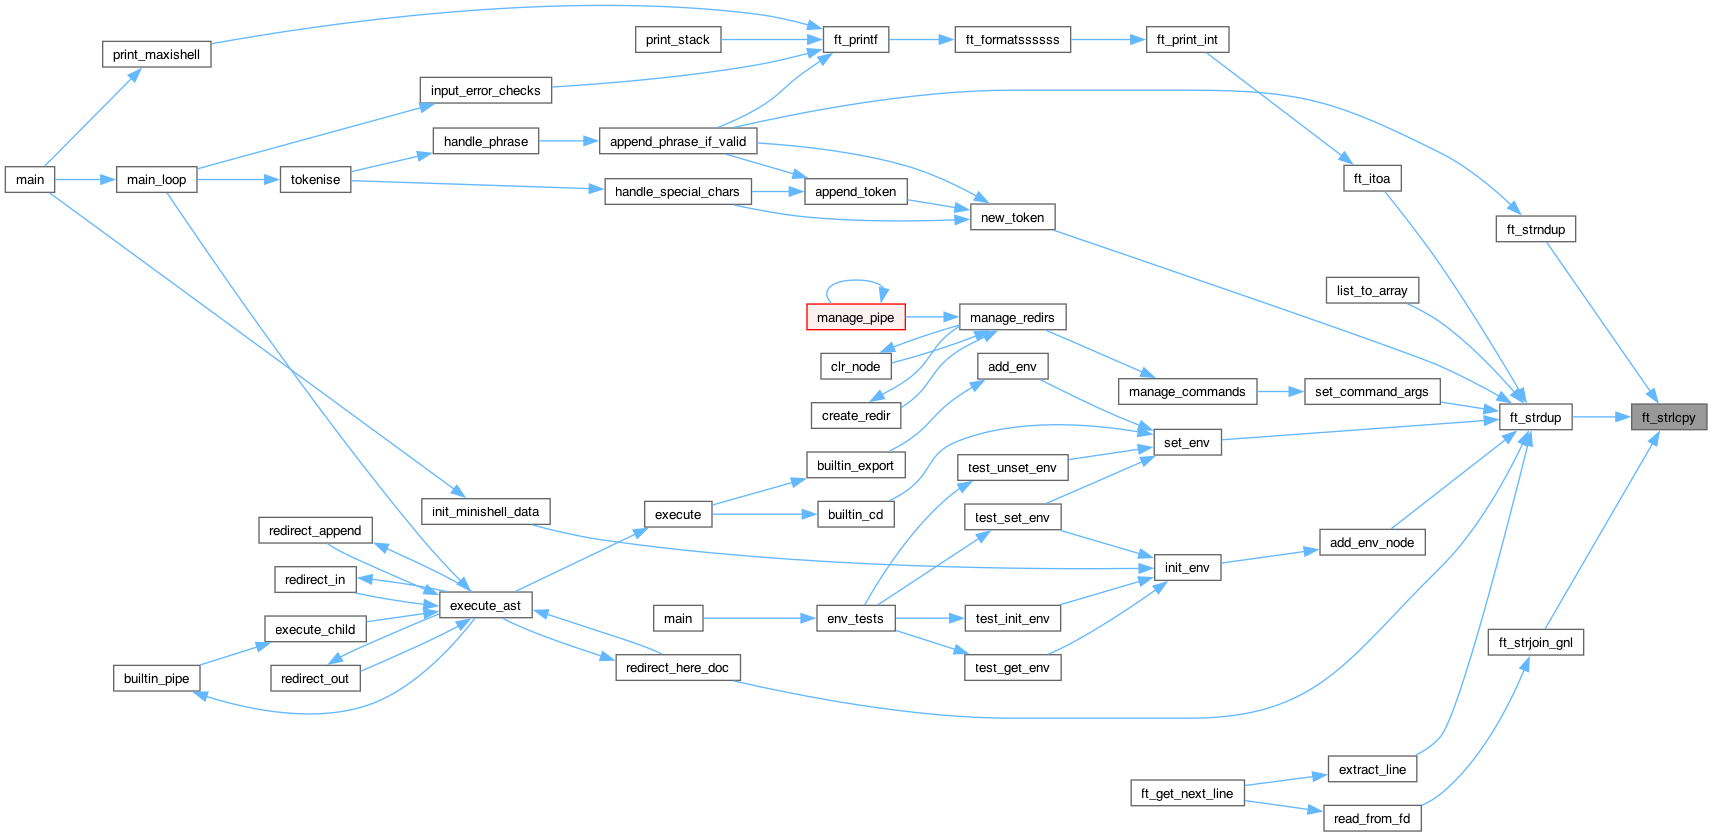 print_maxishell
print_stack
ft_printf
ft_formatssssss
ft_print_int
input_error_checks
handle_phrase
append_phrase_if_valid
main
main_loop
tokenise
handle_special_chars
append_token
new_token
ft_itoa
ft_strndup
list_to_array
manage_pipe
manage_redirs
clr_node
add_env
create_redir
manage_commands
set_command_args
ft_strdup
ft_strlcpy
set_env
builtin_export
test_unset_env
init_minishell_data
execute
builtin_cd
test_set_env
redirect_append
add_env_node
redirect_in
init_env
execute_ast
main
env_tests
test_init_env
execute_child
ft_strjoin_gnl
redirect_here_doc
test_get_env
builtin_pipe
redirect_out
extract_line
ft_get_next_line
read_from_fd